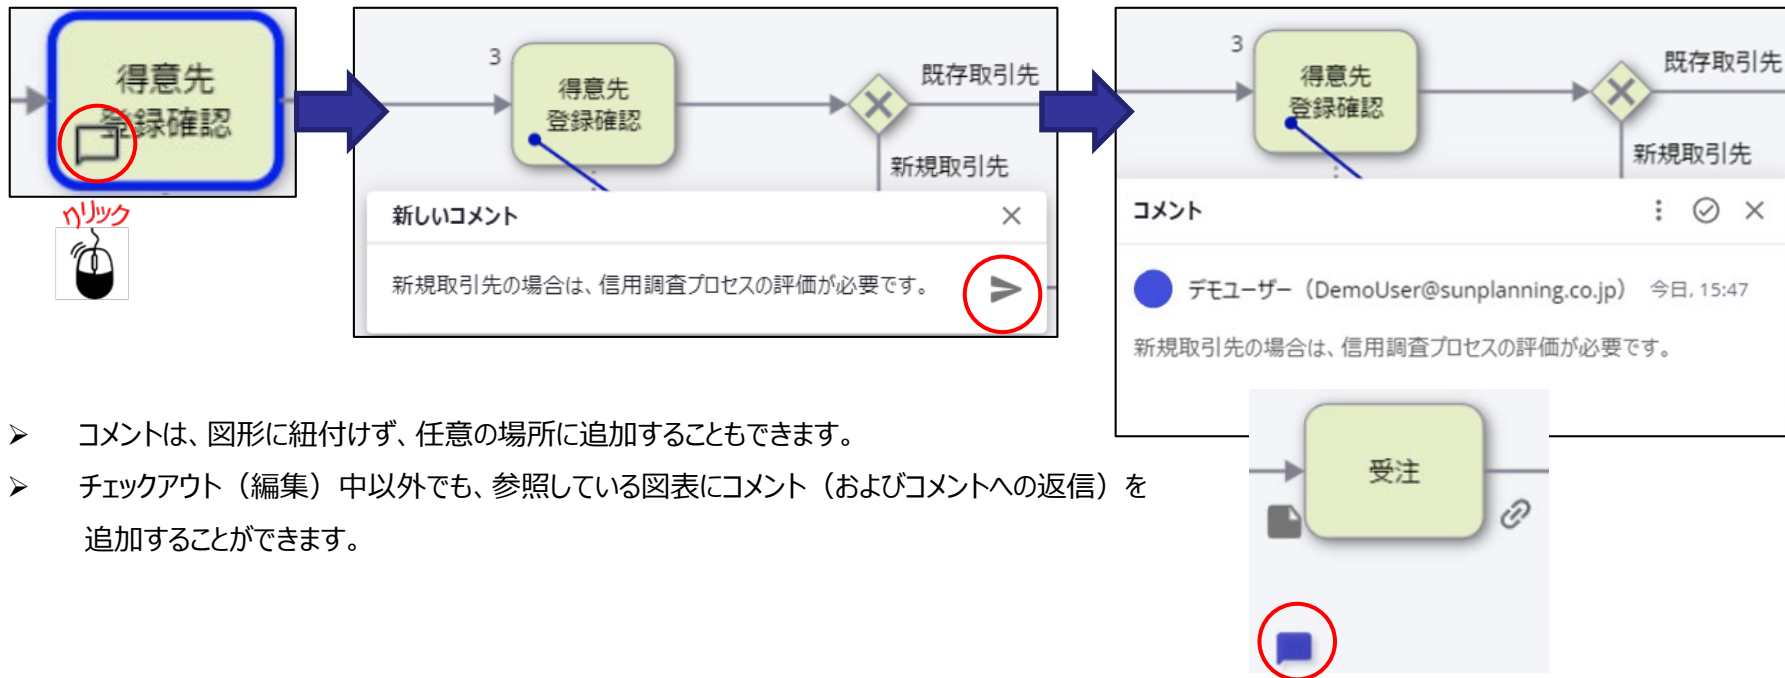 得意先
登録確認
クリック
3
得意先
登録確認
既存取引先
新規取引先
新しいコメント
新規取引先の場合は、信用調査プロセスの評価が必要です。
3
得意先
登録確認
既存取引先
新規取引先
コメント
デモユーザー（DemoUser@sunplanning.co.jp） 今日, 15:47
新規取引先の場合は、信用調査プロセスの評価が必要です。
➢ コメントは、図形に紐付けず、任意の場所に追加することもできます。
➢ チェックアウト（編集）中以外でも、参照している図表にコメント（およびコメントへの返信）を
追加することができます。
受注